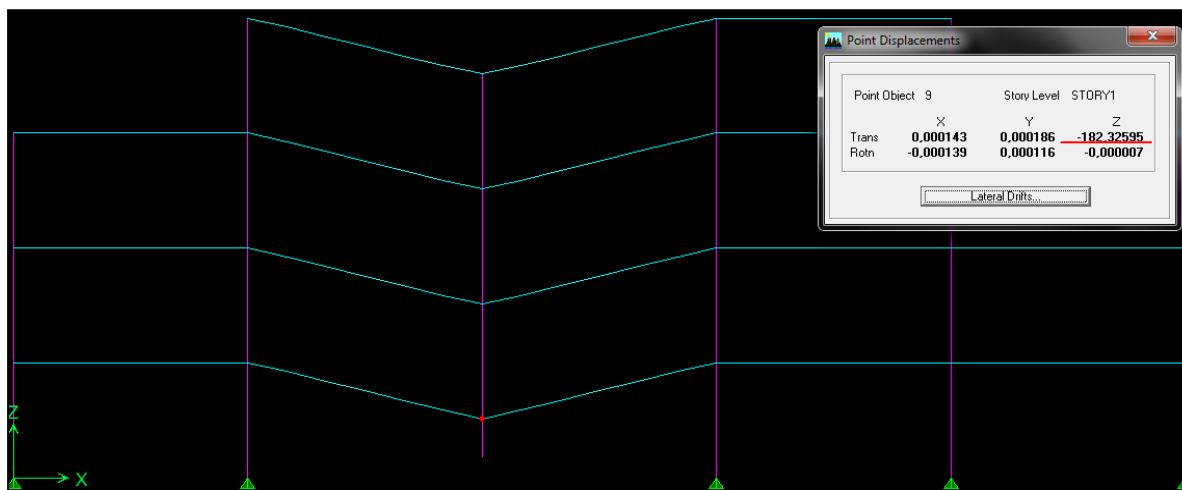 Point Displacements
Point Object 9 Story Level STORY1
X Y Z
Trans 0,000143 0,000186 -182,32595
Rotn -0,000139 0,000116 -0,000007
Lateral Drifts...
Z
X